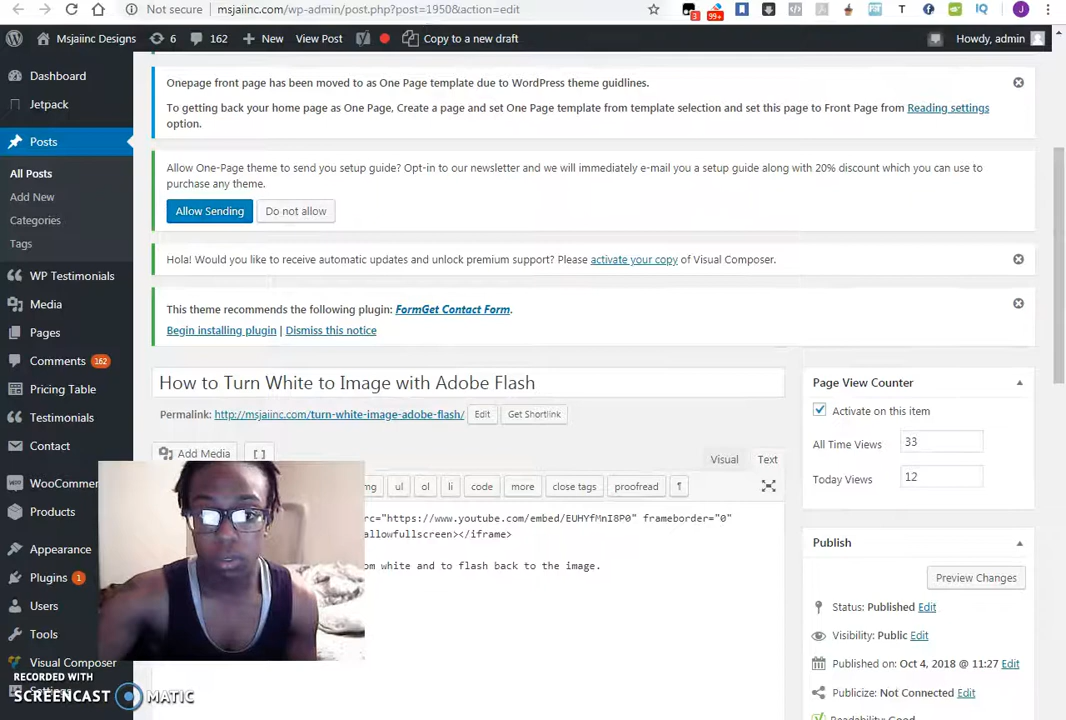 Not secure | msjaiinc.com/wp-admin/post.php?post=1950&action=edit
3 99+ T J
Msjaiinc Designs 6 162 New View Post Copy to a new draft Howdy, admin
Dashboard
Jetpack
Posts
All Posts
Add New
Categories
Tags
WP Testimonials
Media
Pages
Comments 162
Pricing Table
Testimonials
Contact
WooCommer
Products
Appearance
Plugins 1
Users
Tools
Visual Composer
Settings
Onepage front page has been moved to as One Page template due to WordPress theme guidlines.
To getting back your home page as One Page, Create a page and set One Page template from template selection and set this page to Front Page from Reading settings
option.
Allow One-Page theme to send you setup guide? Opt-in to our newsletter and we will immediately e-mail you a setup guide along with 20% discount which you can use to
purchase any theme.
Allow Sending Do not allow
Hola! Would you like to receive automatic updates and unlock premium support? Please activate your copy of Visual Composer.
This theme recommends the following plugin: FormGet Contact Form.
Begin installing plugin | Dismiss this notice
How to Turn White to Image with Adobe Flash
Permalink: http://msjaiinc.com/turn-white-image-adobe-flash/ Edit Get Shortlink
Add Media [ ] Visual Text
mg ul ol li code more close tags proofread ¶
rc="https://www.youtube.com/embed/EUHYfMnI8P0" frameborder="0"
allowfullscreen></iframe>
om white and to flash back to the image.
Page View Counter
Activate on this item
All Time Views 33
Today Views 12
Publish
Preview Changes
Status: Published Edit
Visibility: Public Edit
Published on: Oct 4, 2018 @ 11:27 Edit
Publicize: Not Connected Edit
Readability: Good
RECORDED WITH
SCREENCAST MATIC